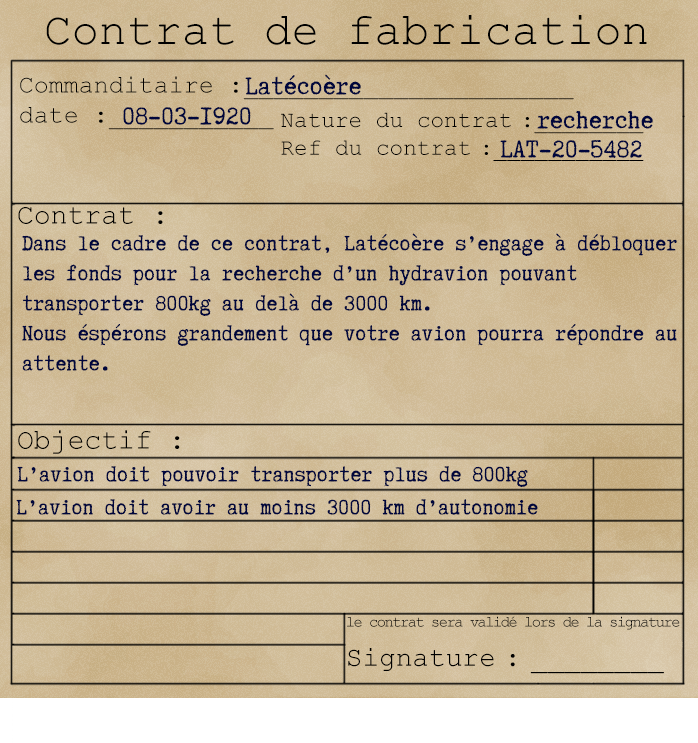 Contrat de fabrication
Commanditaire : Latécoère
date : 08-03-I920
Nature du contrat : recherche
Ref du contrat : LAT-20-5482
Contrat :
Dans le cadre de ce contrat, Latécoère s'engage à débloquer
les fonds pour la recherche d'un hydravion pouvant
transporter 800kg au delà de 3000 km.
Nous éspérons grandement que votre avion pourra répondre au
attente.
Objectif :
L'avion doit pouvoir transporter plus de 800kg
L'avion doit avoir au moins 3000 km d'autonomie
le contrat sera validé lors de la signature
Signature :